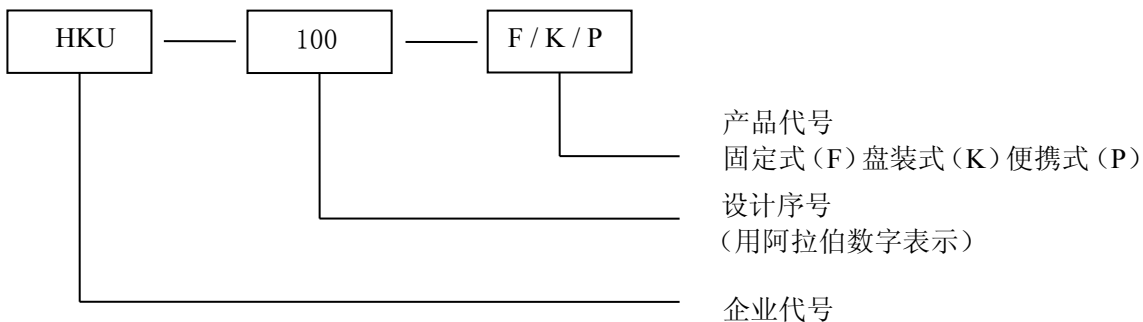 HKU 100 F / K / P
产品代号
固定式（F）盘装式（K）便携式（P）
设计序号
（用阿拉伯数字表示）
企业代号